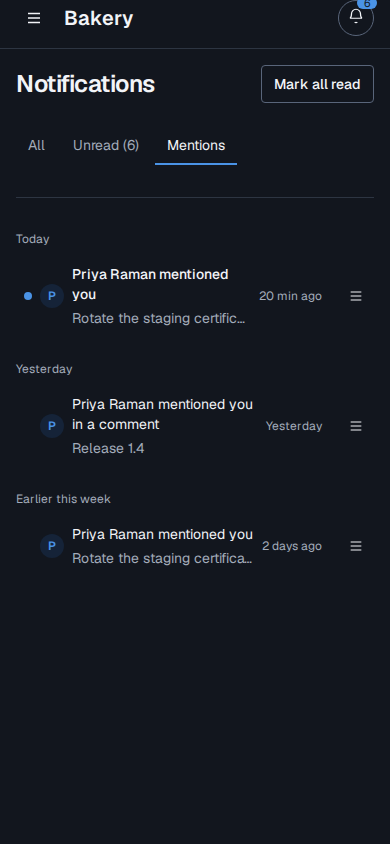 Bakery
6
Notifications
Mark all read
All
Unread (6)
Mentions
Today
P
Priya Raman mentioned
you
Rotate the staging certific...
20 min ago
Yesterday
P
Priya Raman mentioned you
in a comment
Release 1.4
Yesterday
Earlier this week
P
Priya Raman mentioned you
Rotate the staging certifica...
2 days ago